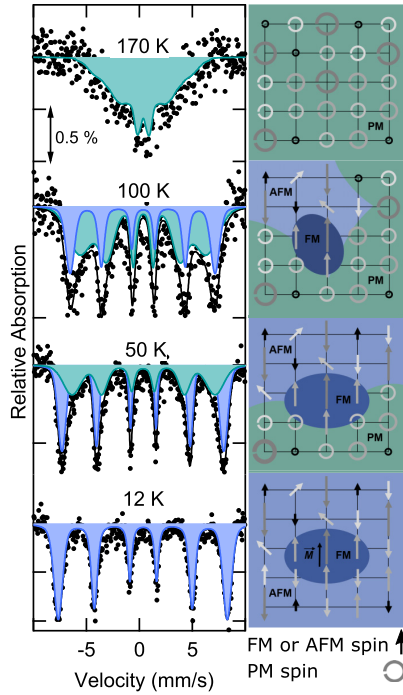 170 K
0.5 %
PM
100 K
AFM
FM
PM
Relative Absorption
50 K
AFM
FM
PM
12 K
M
FM
AFM
-5 0 5
Velocity (mm/s)
FM or AFM spin
PM spin